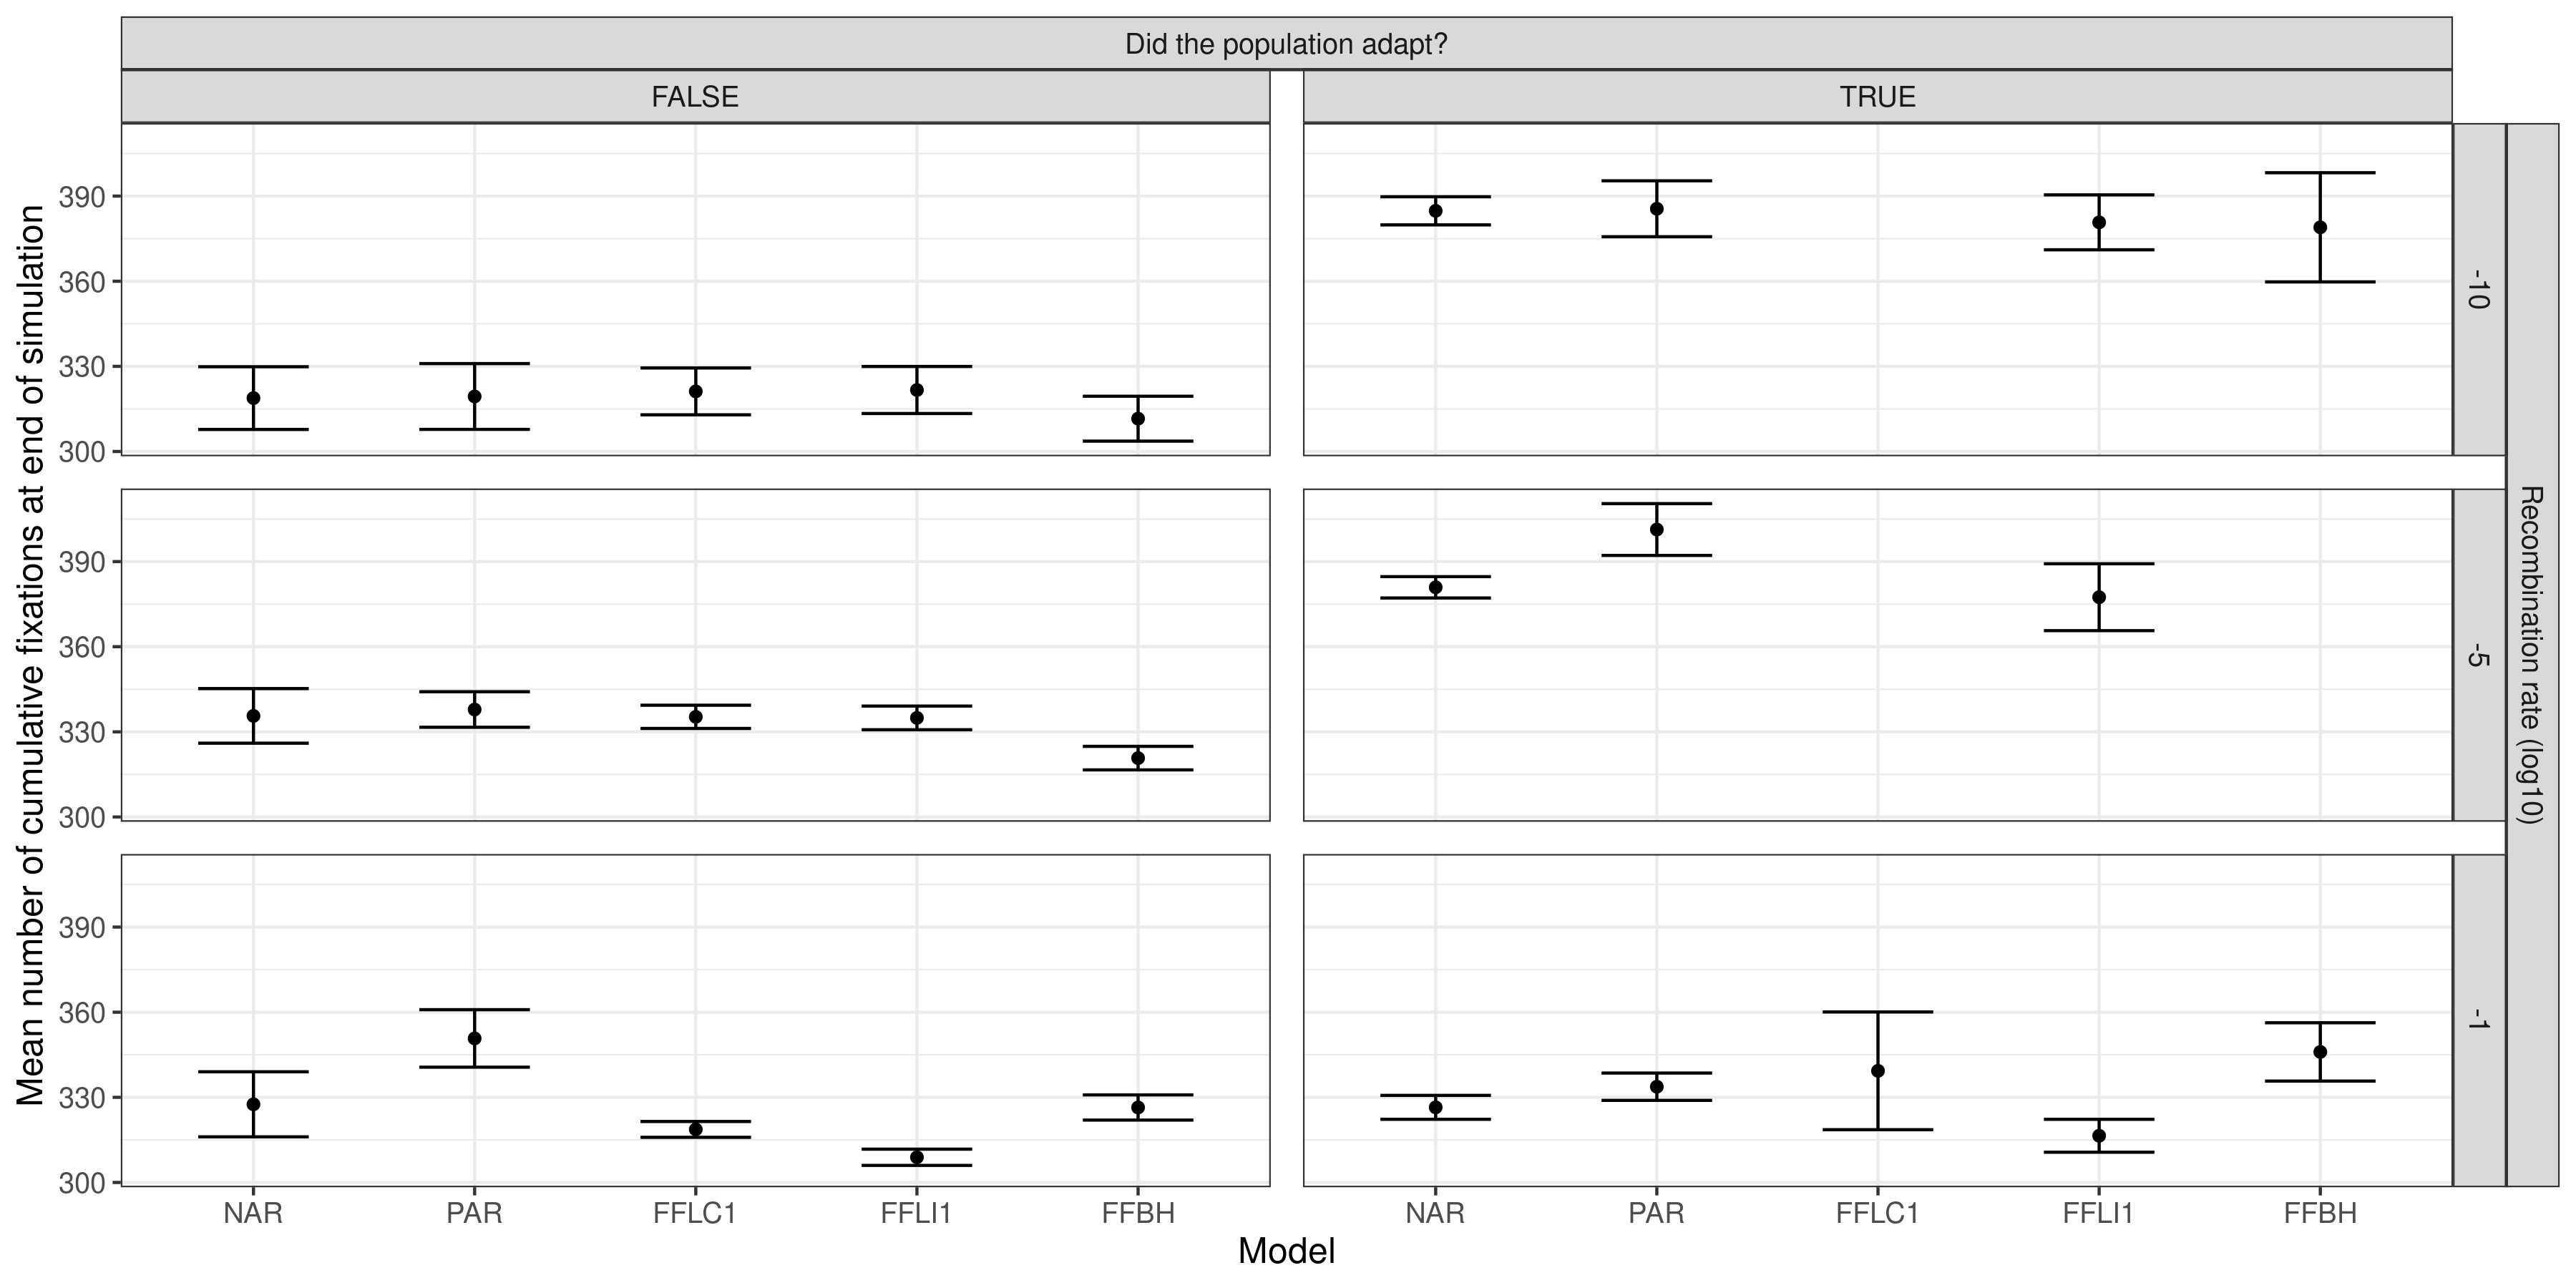 Did the population adapt?
FALSE
TRUE
390
360
330
300
-10
390
360
330
300
-5
390
360
330
300
-1
Mean number of cumulative fixations at end of simulation
Recombination rate (log10)
NAR
PAR
FFLC1
FFLI1
FFBH
NAR
PAR
FFLC1
FFLI1
FFBH
Model